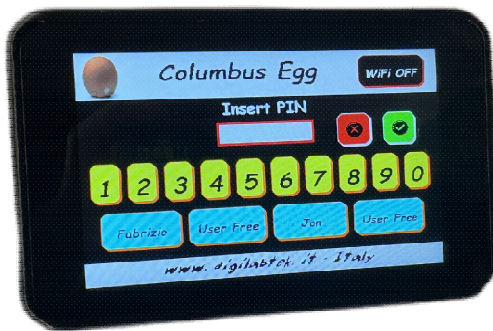 Columbus Egg
WiFi OFF
Insert PIN
1 2 3 4 5 6 7 8 9 0
Fabrizio User Free Jon User Free
www.digilabtek.it - Italy